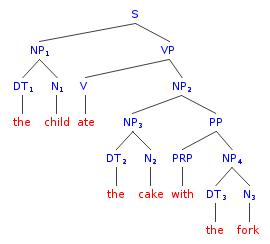 S
NP₁ VP
DT₁ N₁ V NP₂
the child ate
NP₃ PP
DT₂ N₂ PRP NP₄
the cake with
DT₃ N₃
the fork